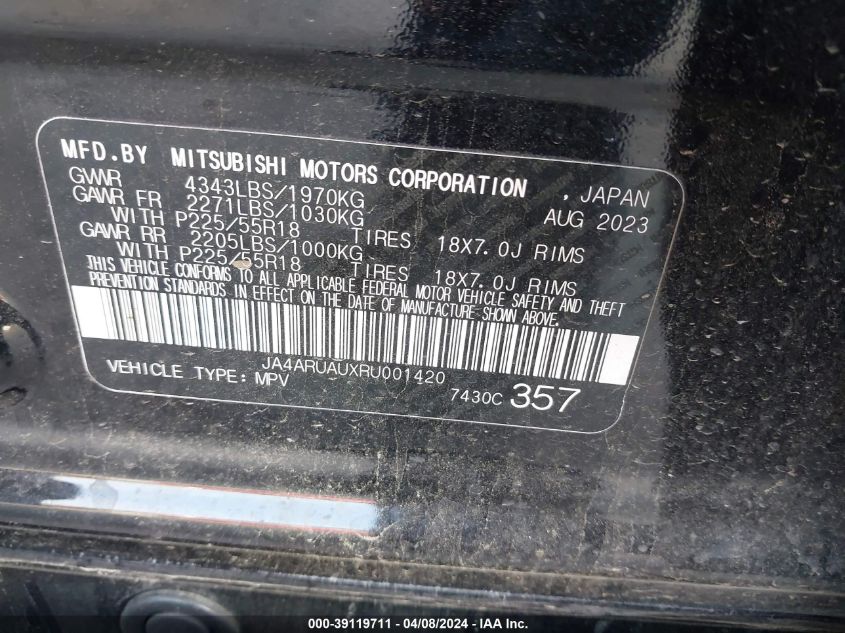 MFD.BY MITSUBISHI MOTORS CORPORATION , JAPAN
GVWR 4343LBS/1970KG AUG 2023
GAWR FR 2271LBS/1030KG
WITH P225/55R18 TIRES 18X7.0J RIMS
GAWR RR 2205LBS/1000KG
WITH P225/55R18 TIRES 18X7.0J RIMS
THIS VEHICLE CONFORMS TO ALL APPLICABLE FEDERAL MOTOR VEHICLE SAFETY AND THEFT
PREVENTION STANDARDS IN EFFECT ON THE DATE OF MANUFACTURE SHOWN ABOVE.
JA4ARUAUXRU001420
VEHICLE TYPE: MPV 7430C 357
000-39119711 - 04/08/2024 - IAA Inc.